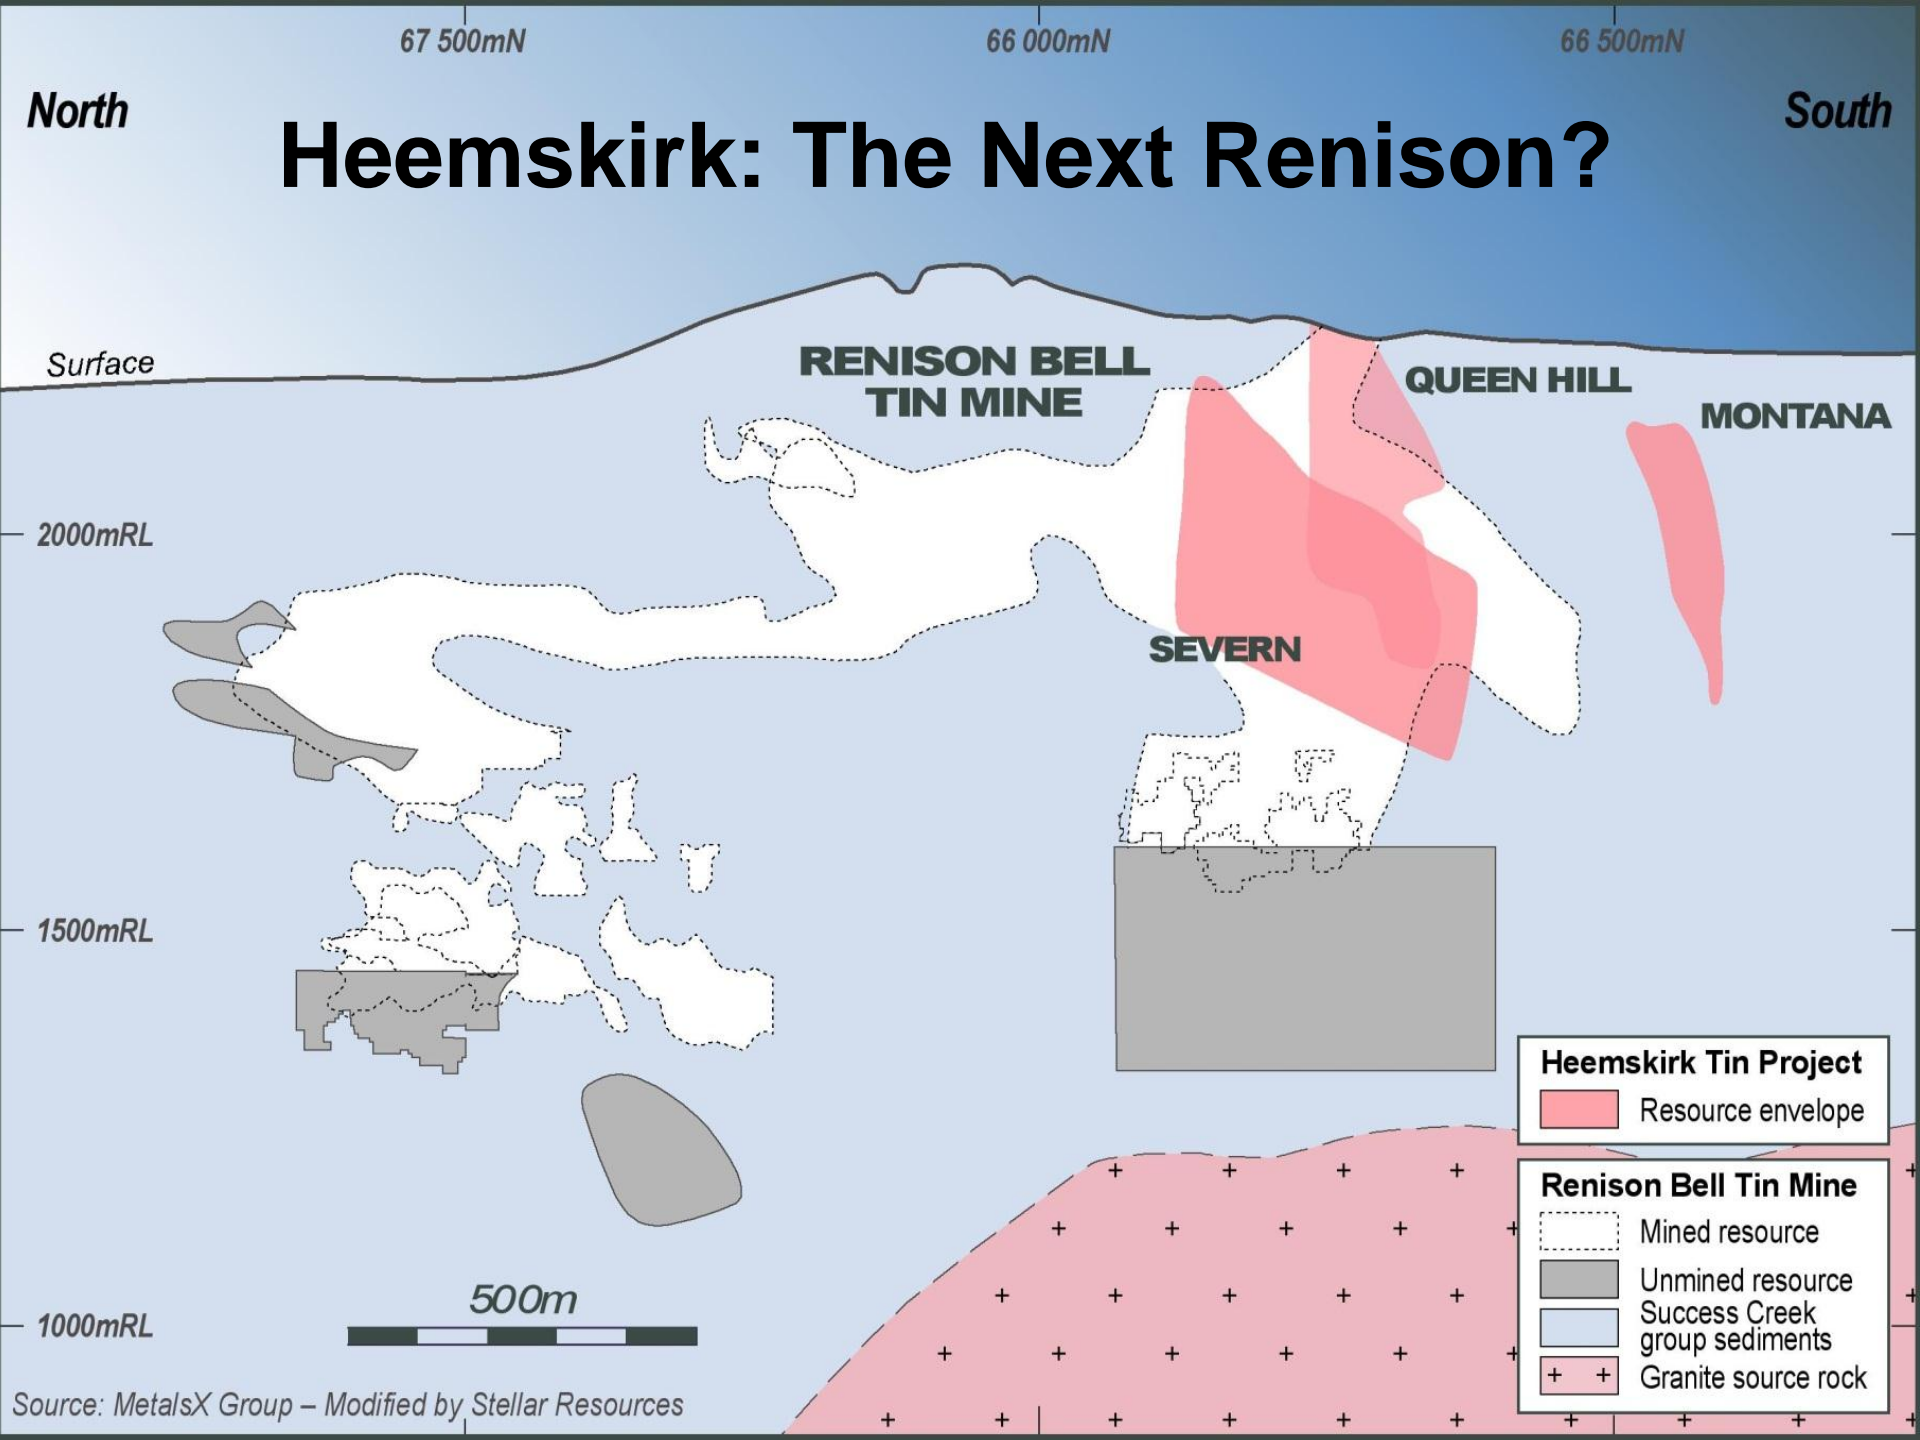 67 500mN
66 000mN
66 500mN
North
South
Heemskirk: The Next Renison?
Surface
RENISON BELL
TIN MINE
QUEEN HILL
MONTANA
2000mRL
SEVERN
1500mRL
Heemskirk Tin Project
Resource envelope
Renison Bell Tin Mine
Mined resource
Unmined resource
Success Creek
group sediments
Granite source rock
500m
1000mRL
Source: MetalsX Group – Modified by Stellar Resources